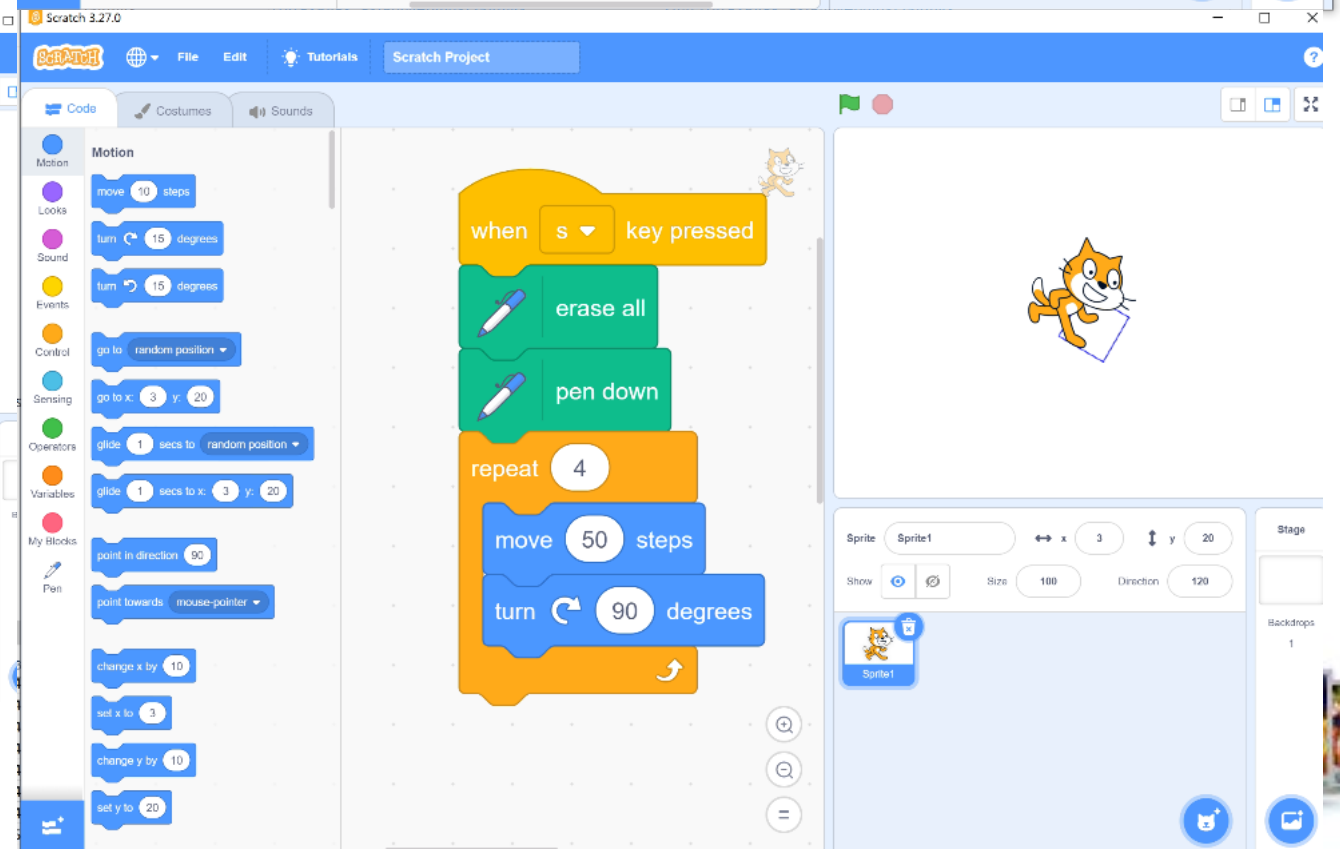 Scratch 3.27.0
SCRATCH File Edit Tutorials Scratch Project ?
Code Costumes Sounds
Motion
Looks
Sound
Events
Control
Sensing
Operators
Variables
My Blocks
Pen
Motion
move 10 steps
turn 15 degrees
turn 15 degrees
go to random position
go to x: 3 y: 20
glide 1 secs to random position
glide 1 secs to x: 3 y: 20
point in direction 90
point towards mouse-pointer
change x by 10
set x to 3
change y by 10
set y to 20
when s key pressed
erase all
pen down
repeat 4
move 50 steps
turn 90 degrees
Sprite Sprite1 x 3 y 20
Show Size 100 Direction 120
Sprite1
Stage
Backdrops
1